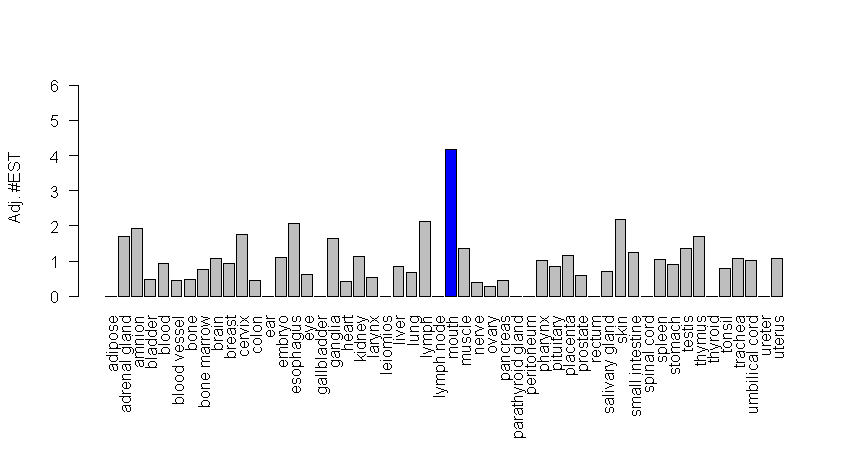 Adj. #EST
6
5
4
3
2
1
0
adipose
adrenal gland
amnion
bladder
blood
blood vessel
bone
bone marrow
brain
breast
cervix
colon
ear
embryo
esophagus
eye
gallbladder
ganglia
heart
kidney
larynx
leiomios
liver
lung
lymph
lymph node
mouth
muscle
nerve
ovary
pancreas
parathyroid gland
peritoneum
pharynx
pituitary
placenta
prostate
rectum
salivary gland
skin
small intestine
spinal cord
spleen
stomach
testis
thymus
thyroid
tonsil
trachea
umbilical cord
ureter
uterus